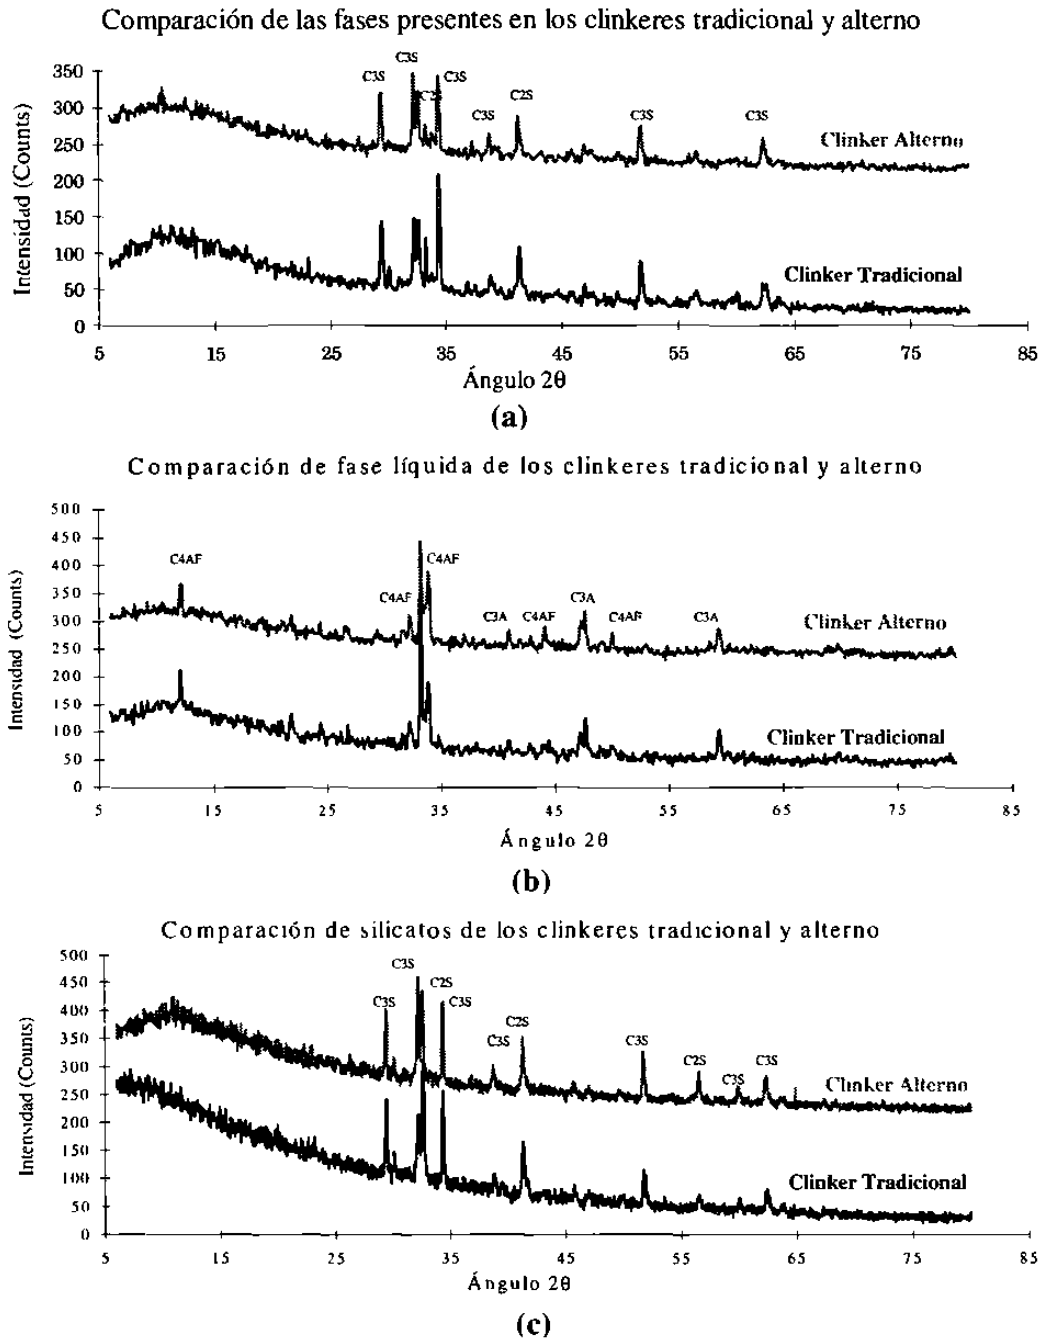 Comparación de las fases presentes en los clinkeres tradicional y alterno
Intensidad (Counts)
350
300
250
200
150
100
50
0
C3S
C3S
C2S
C3S
C3S
C2S
C3S
C3S
Clinker Alterno
Clinker Tradicional
5 15 25 35 45 55 65 75 85
Ángulo 2θ
(a)
Comparación de fase líquida de los clinkeres tradicional y alterno
Intensidad (Counts)
500
450
400
350
300
250
200
150
100
50
0
C4AF
C4AF
C4AF
C3A
C4AF
C3A
C4AF
C3A
Clinker Alterno
Clinker Tradicional
5 15 25 35 45 55 65 75 85
Ángulo 2θ
(b)
Comparación de silicatos de los clinkeres tradicional y alterno
Intensidad (Counts)
500
450
400
350
300
250
200
150
100
50
0
C3S
C3S
C2S
C3S
C3S
C2S
C3S
C2S
C3S
C3S
Clinker Alterno
Clinker Tradicional
5 15 25 35 45 55 65 75 85
Ángulo 2θ
(c)